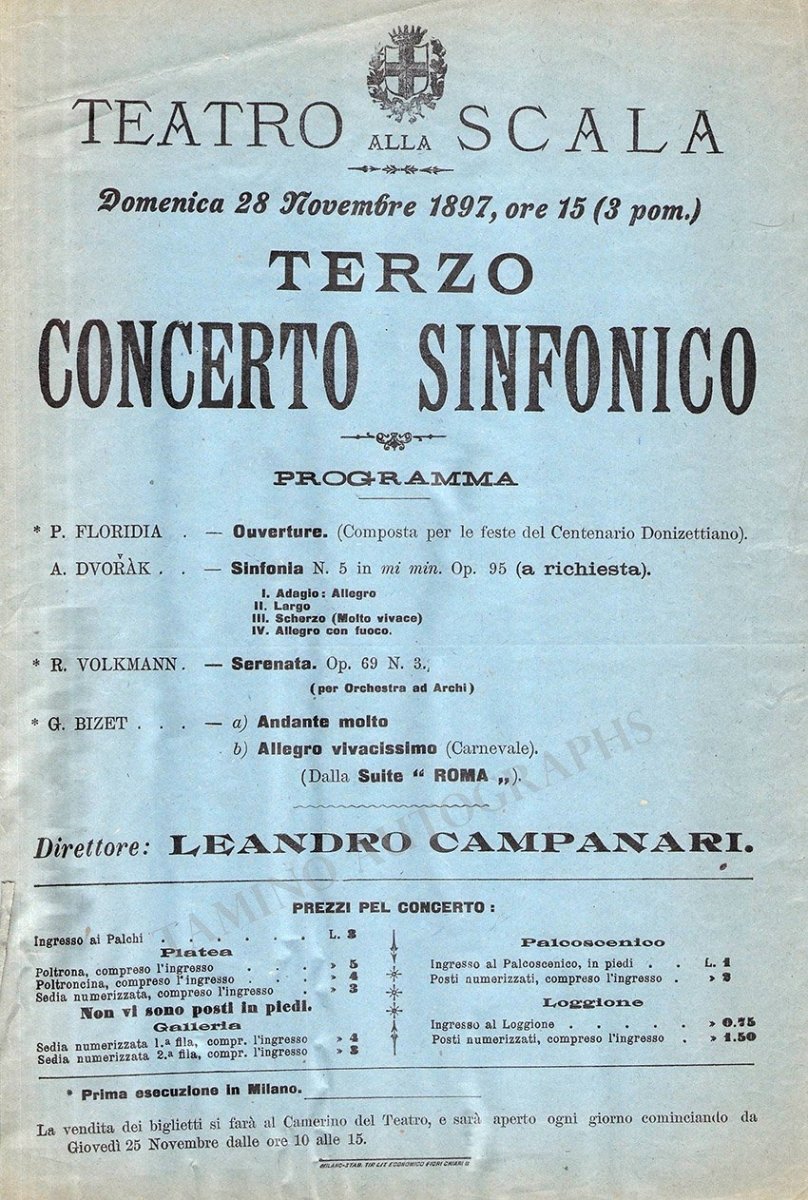 TEATRO ALLA SCALA
Domenica 28 Novembre 1897, ore 15 (3 pom.)
TERZO
CONCERTO SINFONICO
PROGRAMMA
* P. FLORIDIA . — Ouverture. (Composta per le feste del Centenario Donizettiano).
A. DVOŘÀK . . — Sinfonia N. 5 in mi min. Op. 95 (a richiesta).
I. Adagio: Allegro
II. Largo
III. Scherzo (Molto vivace)
IV. Allegro con fuoco.
* R. VOLKMANN . — Serenata. Op. 69 N. 3.
(per Orchestra ad Archi)
* G. BIZET . . . — a) Andante molto
b) Allegro vivacissimo (Carnevale).
(Dalla Suite “ ROMA „).
TAMINO AUTOGRAPHS
Direttore: LEANDRO CAMPANARI.
PREZZI PEL CONCERTO:
Ingresso ai Palchi . . . . . . L. 3
Platea
Poltrona, compreso l'ingresso . . . » 5
Poltroncina, compreso l'ingresso . . . » 4
Sedia numerizzata, compreso l'ingresso . » 3
Non vi sono posti in piedi.
Galleria
Sedia numerizzata 1.ª fila, compr. l'ingresso » 4
Sedia numerizzata 2.ª fila, compr. l'ingresso » 3
Palcoscenico
Ingresso al Palcoscenico, in piedi . . L. 1
Posti numerizzati, compreso l'ingresso . » 2
Loggione
Ingresso al Loggione . . . . . » 0.75
Posti numerizzati, compreso l'ingresso . » 1.50
* Prima esecuzione in Milano.
La vendita dei biglietti si farà al Camerino del Teatro, e sarà aperto ogni giorno cominciando da
Giovedì 25 Novembre dalle ore 10 alle 15.
MILANO-STAB. TIP. LIT ECONOMICO FIORI CHIARI